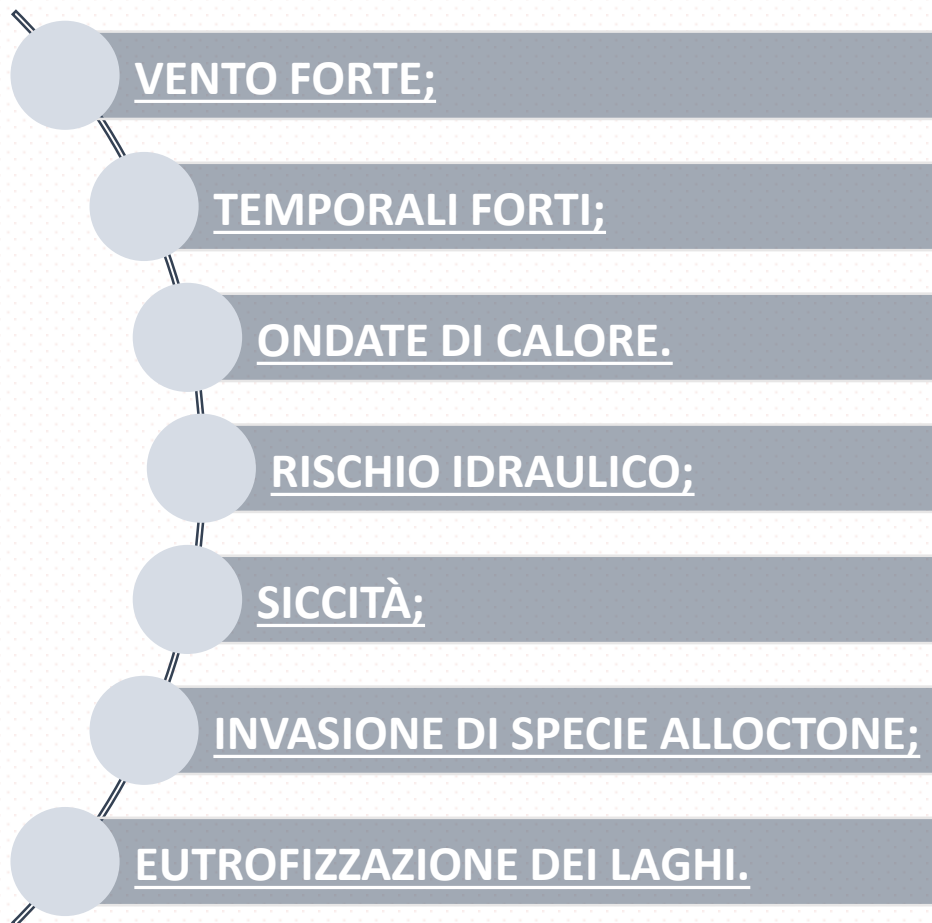 VENTO FORTE;
TEMPORALI FORTI;
ONDATE DI CALORE.
RISCHIO IDRAULICO;
SICCITÀ;
INVASIONE DI SPECIE ALLOCTONE;
EUTROFIZZAZIONE DEI LAGHI.